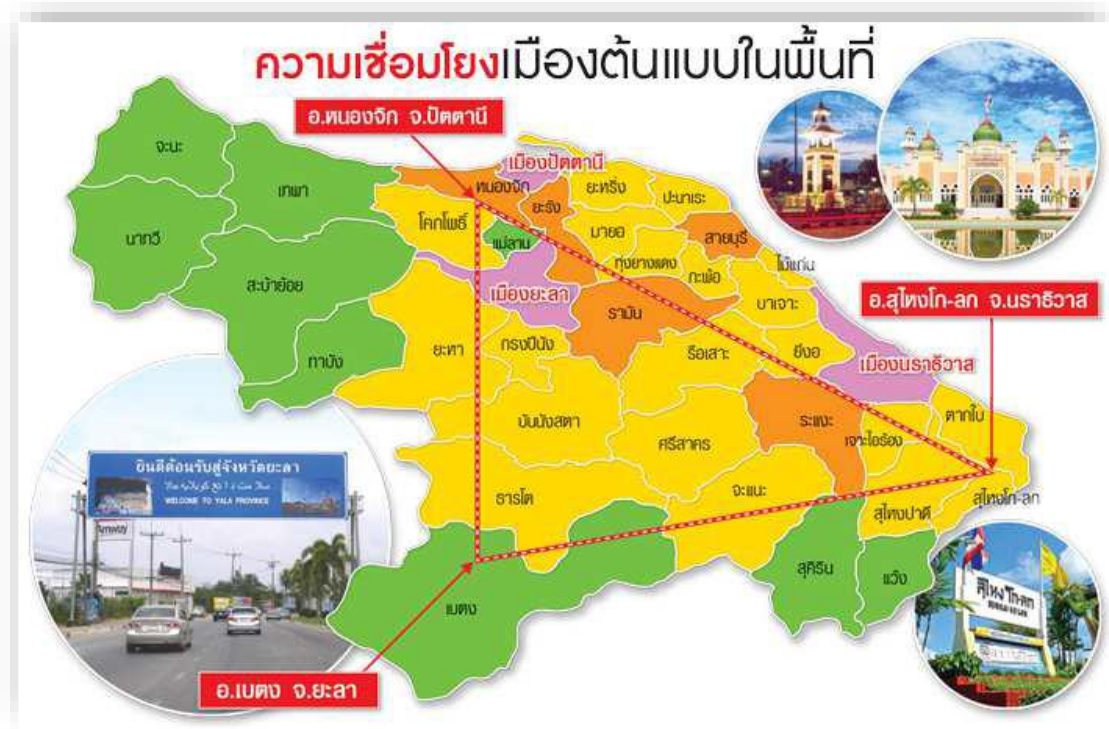 ความเชื่อมโยงเมืองต้นแบบในพื้นที่
อ.หนองจิก จ.ปัตตานี
จะนะ
เทพา
นาทวี
สะบ้าย้อย
ทาบัง
เมืองปัตตานี
หนองจิก
ยะหริ่ง
ปะนาเระ
ยะรัง
โคกโพธิ์
มายอ
สายบุรี
แม่ลาน
ทุ่งยางแดง
กะพ้อ
ไม้แก่น
อ.สุไหงโก-ลก จ.นราธิวาส
เมืองยะลา
บาเจาะ
รามัน
ยะหา
กรงปีนัง
รือเสาะ
ยี่งอ
เมืองนราธิวาส
บันนังสตา
ศรีสาคร
ระแงะ
เจาะไอร้อง
ตากใบ
ธารโต
จะแนะ
สุไหงปาดี
สุไหงโก-ลก
เบตง
สุคิริน
แว้ง
ยินดีต้อนรับสู่จังหวัดยะลา
WELCOME TO YALA PROVINCE
Amway
สุไหงโก-ลก
อ.เบตง จ.ยะลา